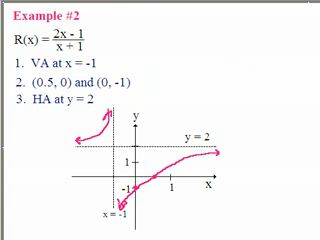 Example #2
R(x) = 2x - 1
x + 1
1. VA at x = -1
2. (0.5, 0) and (0, -1)
3. HA at y = 2
y
y = 2
1
-1
1
x
x = -1